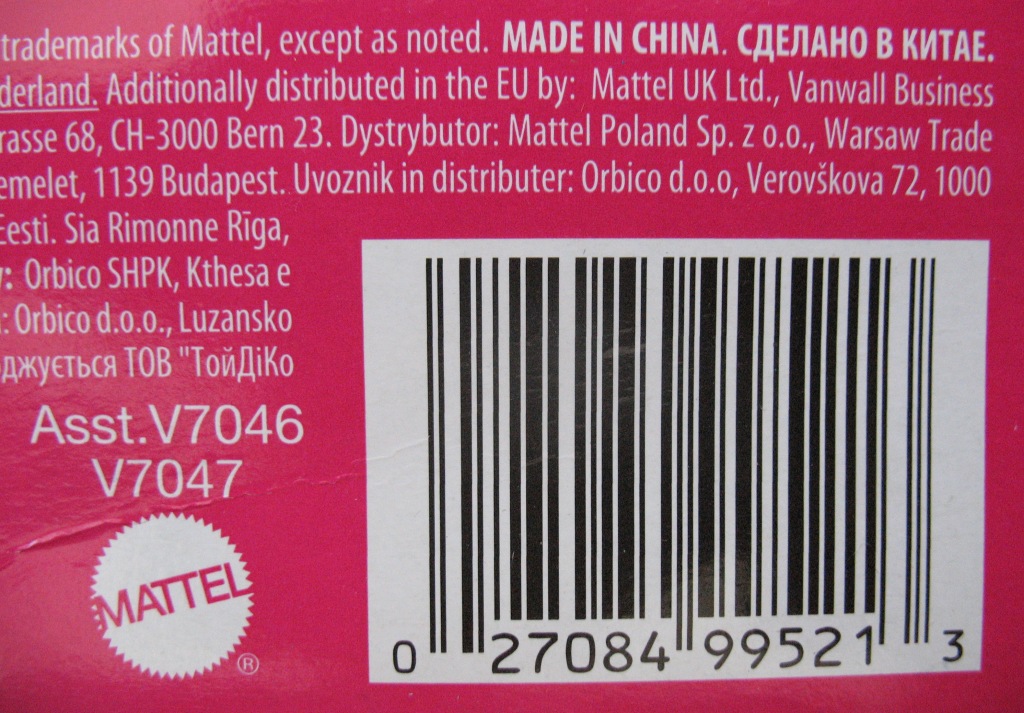 trademarks of Mattel, except as noted. MADE IN CHINA. СДЕЛАНО В КИТАЕ.
derland. Additionally distributed in the EU by: Mattel UK Ltd., Vanwall Business
rasse 68, CH-3000 Bern 23. Dystrybutor: Mattel Poland Sp. z o.o., Warsaw Trade
emelet, 1139 Budapest. Uvoznik in distributer: Orbico d.o.o, Verovškova 72, 1000
Eesti. Sia Rimonne Rīga,
y: Orbico SHPK, Kthesa e
: Orbico d.o.o., Luzansko
оджується ТОВ "ТойДіКо
Asst.V7046
V7047
MATTEL
®
0 27084 99521 3